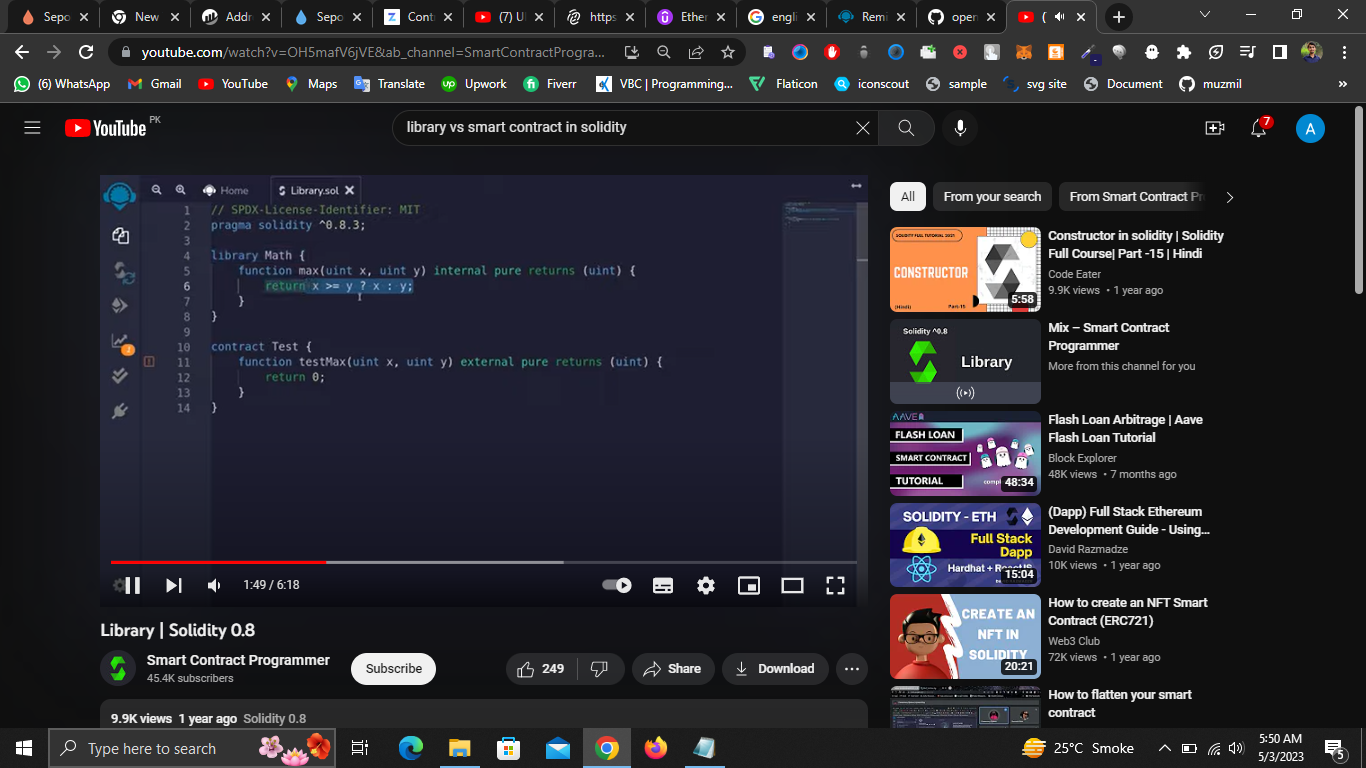 Sepo
New
Addr
Sepo
Conti
(7) Ul
https
Ether
engli
Remi
open
(
youtube.com/watch?v=OH5mafV6jVE&ab_channel=SmartContractProgra...
(6) WhatsApp
Gmail
YouTube
Maps
Translate
Upwork
Fiverr
VBC | Programming...
Flaticon
iconscout
sample
svg site
Document
muzmil
»
YouTube PK
library vs smart contract in solidity
7
A
Home
Library.sol
1 // SPDX-License-Identifier: MIT
2 pragma solidity ^0.8.3;
3
4 library Math {
5 function max(uint x, uint y) internal pure returns (uint) {
6 return x >= y ? x : y;
7 }
8 }
9
10 contract Test {
11 function testMax(uint x, uint y) external pure returns (uint) {
12 return 0;
13 }
14 }
1:49 / 6:18
Library | Solidity 0.8
Smart Contract Programmer
45.4K subscribers
Subscribe
249
Share
Download
9.9K views 1 year ago Solidity 0.8
All
From your search
From Smart Contract Pr
SOLIDITY FULL TUTORIAL 2021
CONSTRUCTOR
(Hindi)
Part-15
5:58
Constructor in solidity | Solidity
Full Course| Part -15 | Hindi
Code Eater
9.9K views • 1 year ago
Solidity ^0.8
Library
Mix – Smart Contract
Programmer
More from this channel for you
AAVE
FLASH LOAN
SMART CONTRACT
TUTORIAL
48:34
Flash Loan Arbitrage | Aave
Flash Loan Tutorial
Block Explorer
48K views • 7 months ago
SOLIDITY - ETH
Full Stack
Dapp
Hardhat +
15:04
(Dapp) Full Stack Ethereum
Development Guide - Using...
David Razmadze
10K views • 1 year ago
CREATE AN
NFT IN
SOLIDITY
20:21
How to create an NFT Smart
Contract (ERC721)
Web3 Club
72K views • 1 year ago
How to flatten your smart
contract
Type here to search
25°C Smoke
5:50 AM
5/3/2023
5